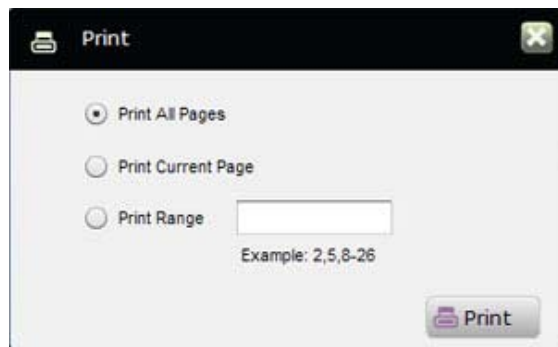 Print
Print All Pages
Print Current Page
Print Range
Example: 2,5,8-26
Print